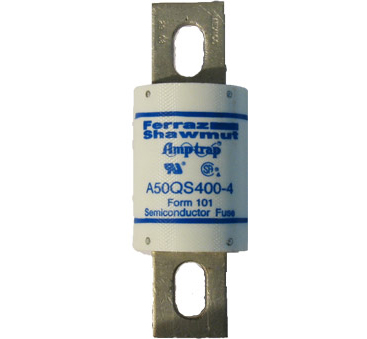 Ferraz
Shawmut
Amp-trap
A50QS400-4
Form 101
Semiconductor Fuse